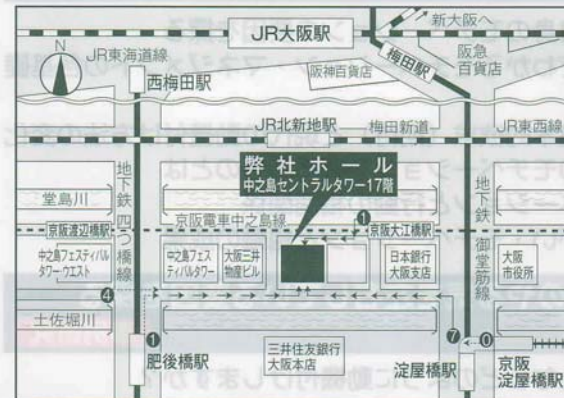 新大阪へ
JR大阪駅
N
JR東海道線
梅田駅
阪急
百貨店
阪神百貨店
西梅田駅
JR北新地駅
梅田新道
JR東西線
弊社ホール
中之島セントラルタワー17階
地下鉄 四つ橋線
地下鉄 御堂筋線
堂島川
京阪電車中之島線
❶
京阪渡辺橋駅
京阪大江橋駅
中之島フェスティバル
タワー・ウエスト
中之島フェス
ティバルタワー
大阪三井
物産ビル
日本銀行
大阪支店
大阪
市役所
❹
土佐堀川
❶
❼
肥後橋駅
三井住友銀行
大阪本店
淀屋橋駅
京阪
淀屋橋駅